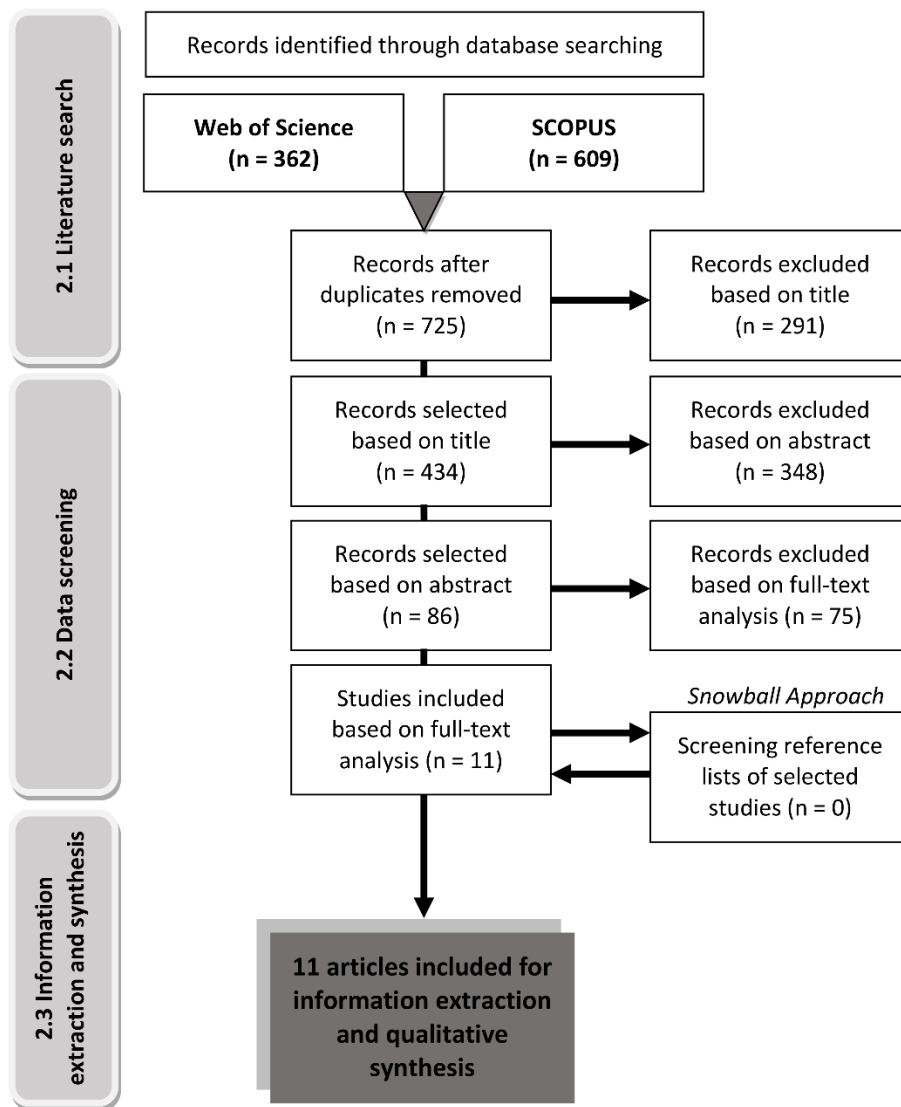 2.1 Literature search
Records identified through database searching
Web of Science
(n = 362)
SCOPUS
(n = 609)
Records after
duplicates removed
(n = 725)
Records excluded
based on title
(n = 291)
2.2 Data screening
Records selected
based on title
(n = 434)
Records excluded
based on abstract
(n = 348)
Records selected
based on abstract
(n = 86)
Records excluded
based on full-text
analysis (n = 75)
Studies included
based on full-text
analysis (n = 11)
Snowball Approach
Screening reference
lists of selected
studies (n = 0)
2.3 Information
extraction and synthesis
11 articles included for
information extraction
and qualitative
synthesis